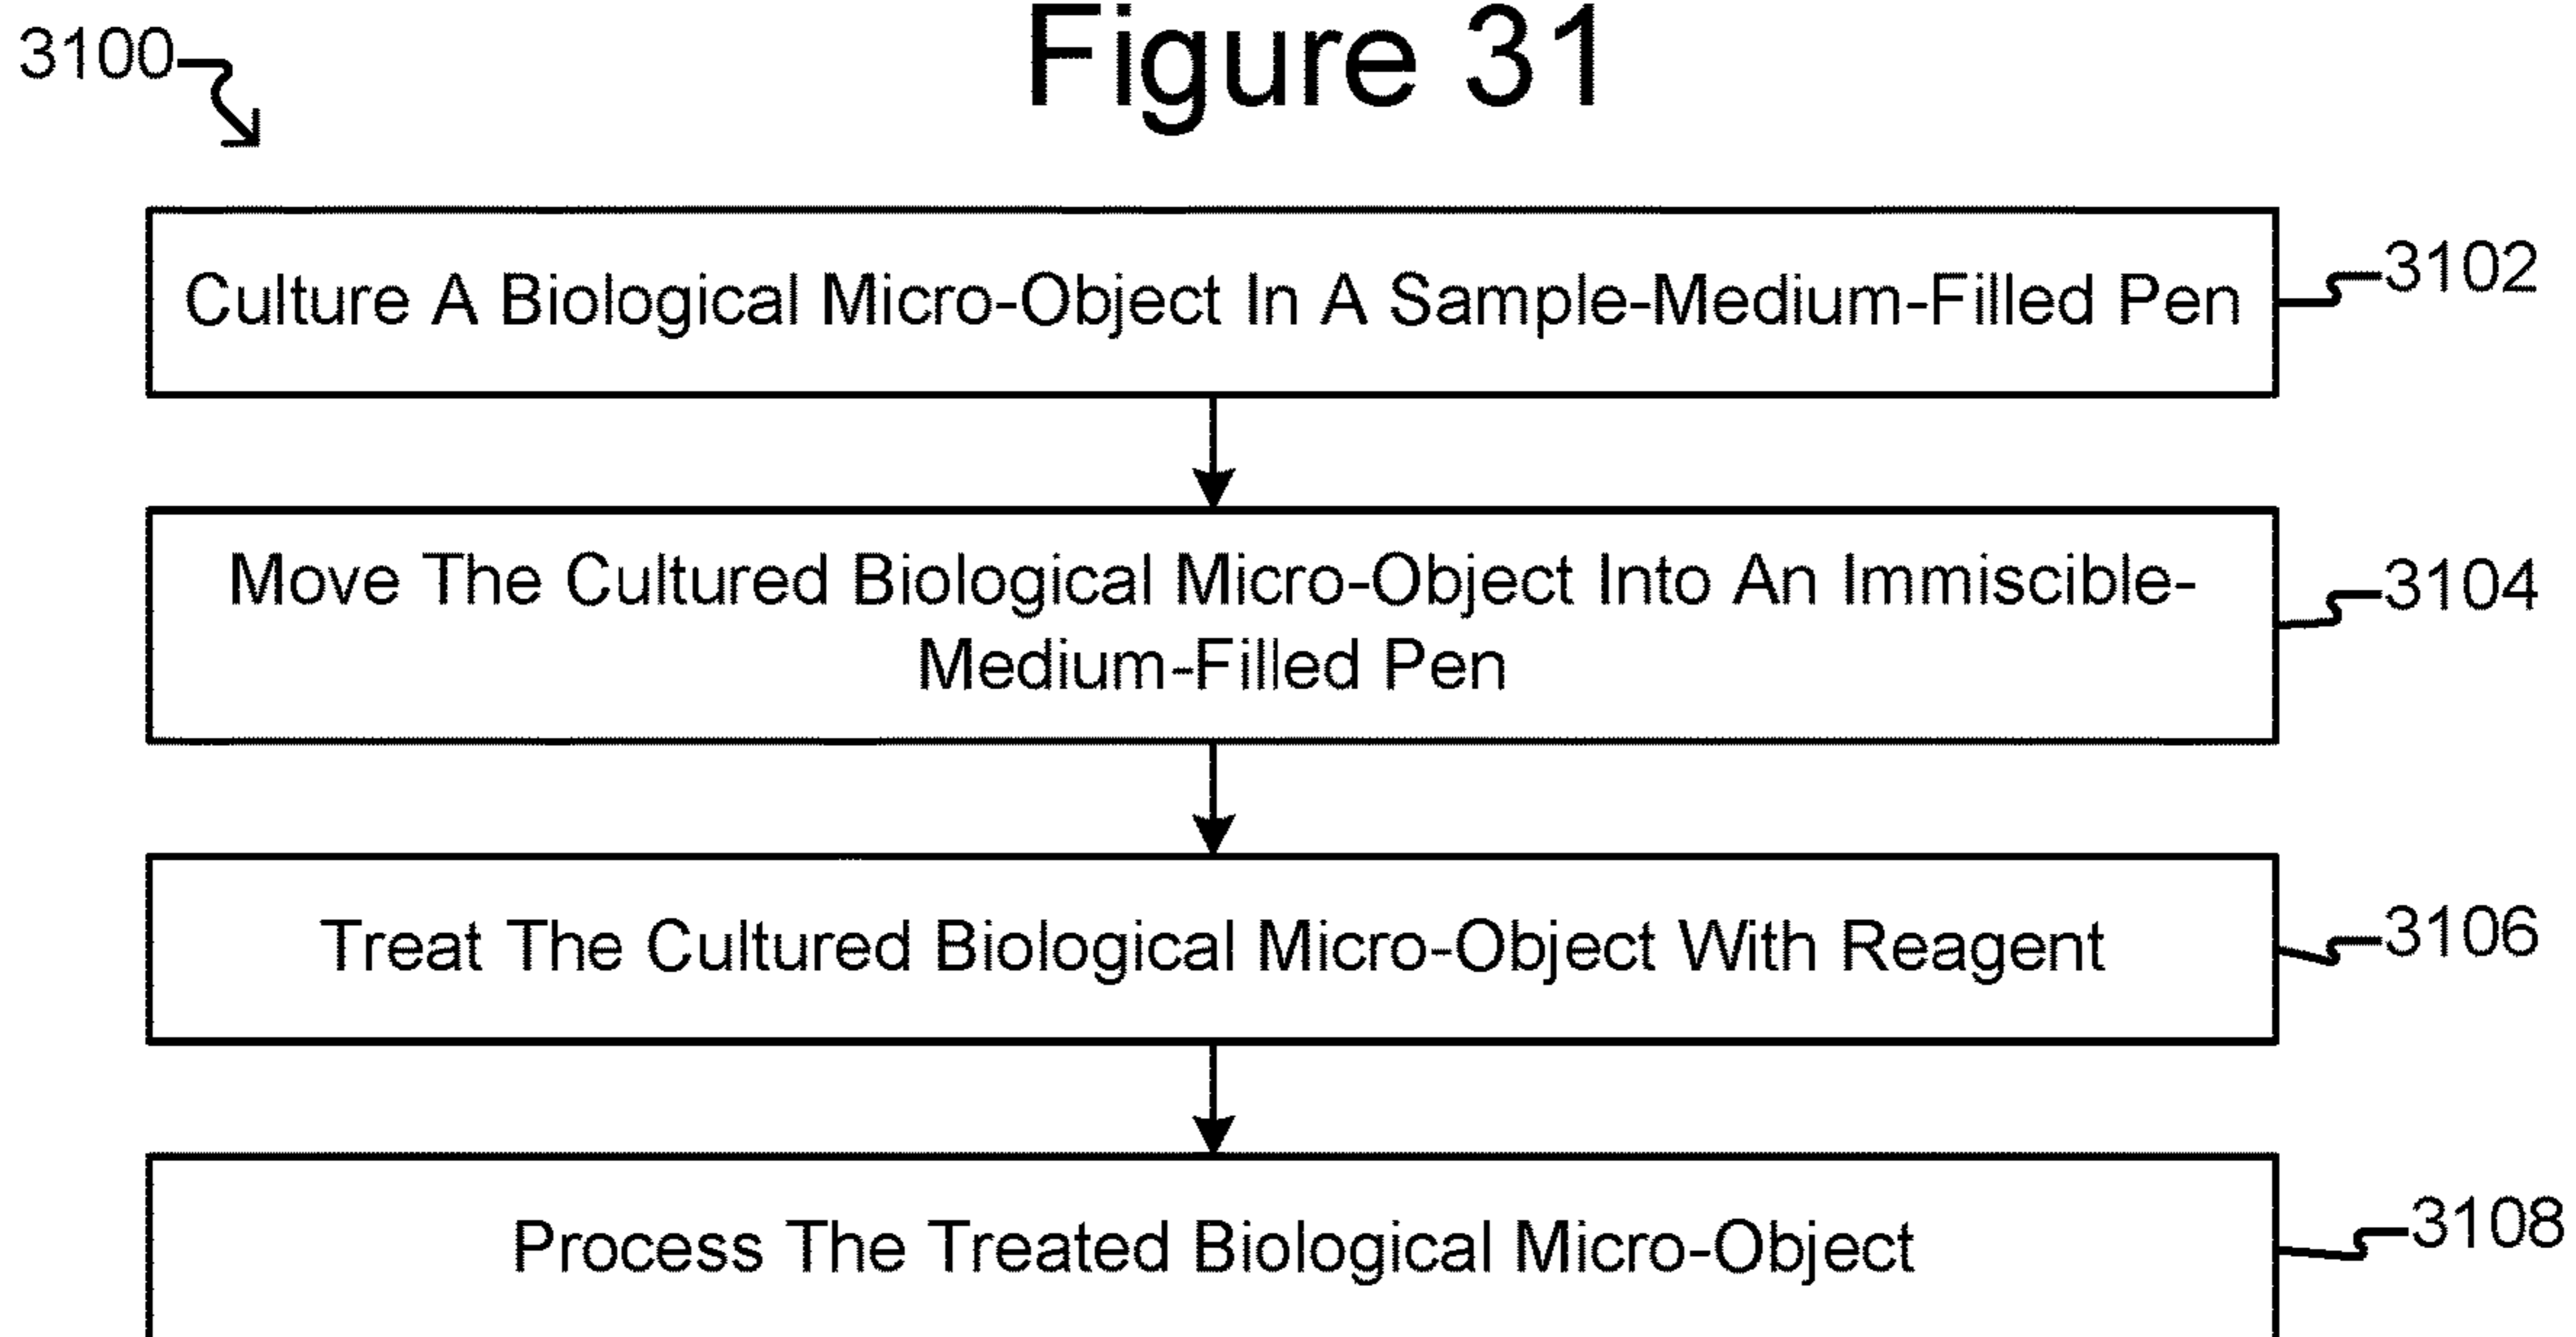 Figure 31
3100
Culture A Biological Micro-Object In A Sample-Medium-Filled Pen
3102
Move The Cultured Biological Micro-Object Into An Immiscible-
Medium-Filled Pen
3104
Treat The Cultured Biological Micro-Object With Reagent
3106
Process The Treated Biological Micro-Object
3108